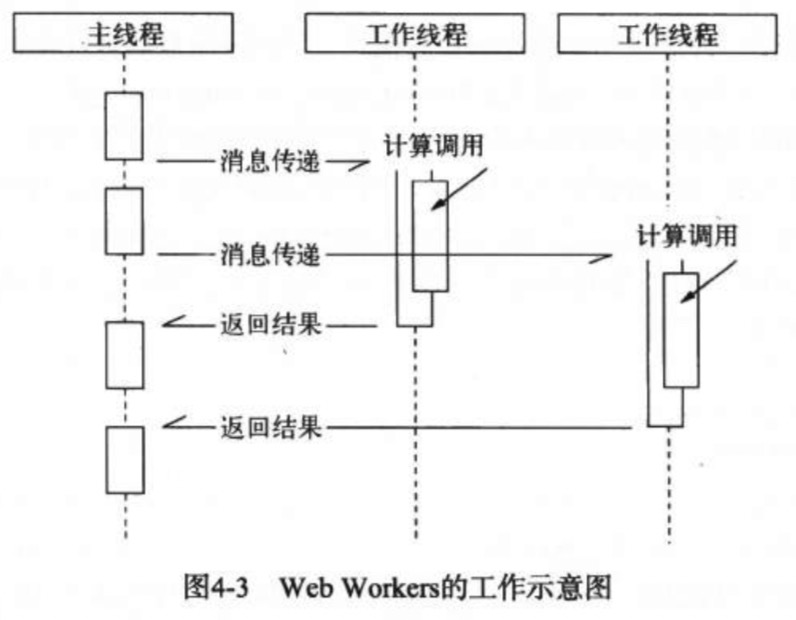 主线程 工作线程 工作线程
计算调用
消息传递
计算调用
消息传递
返回结果
返回结果
图4-3 Web Workers的工作示意图